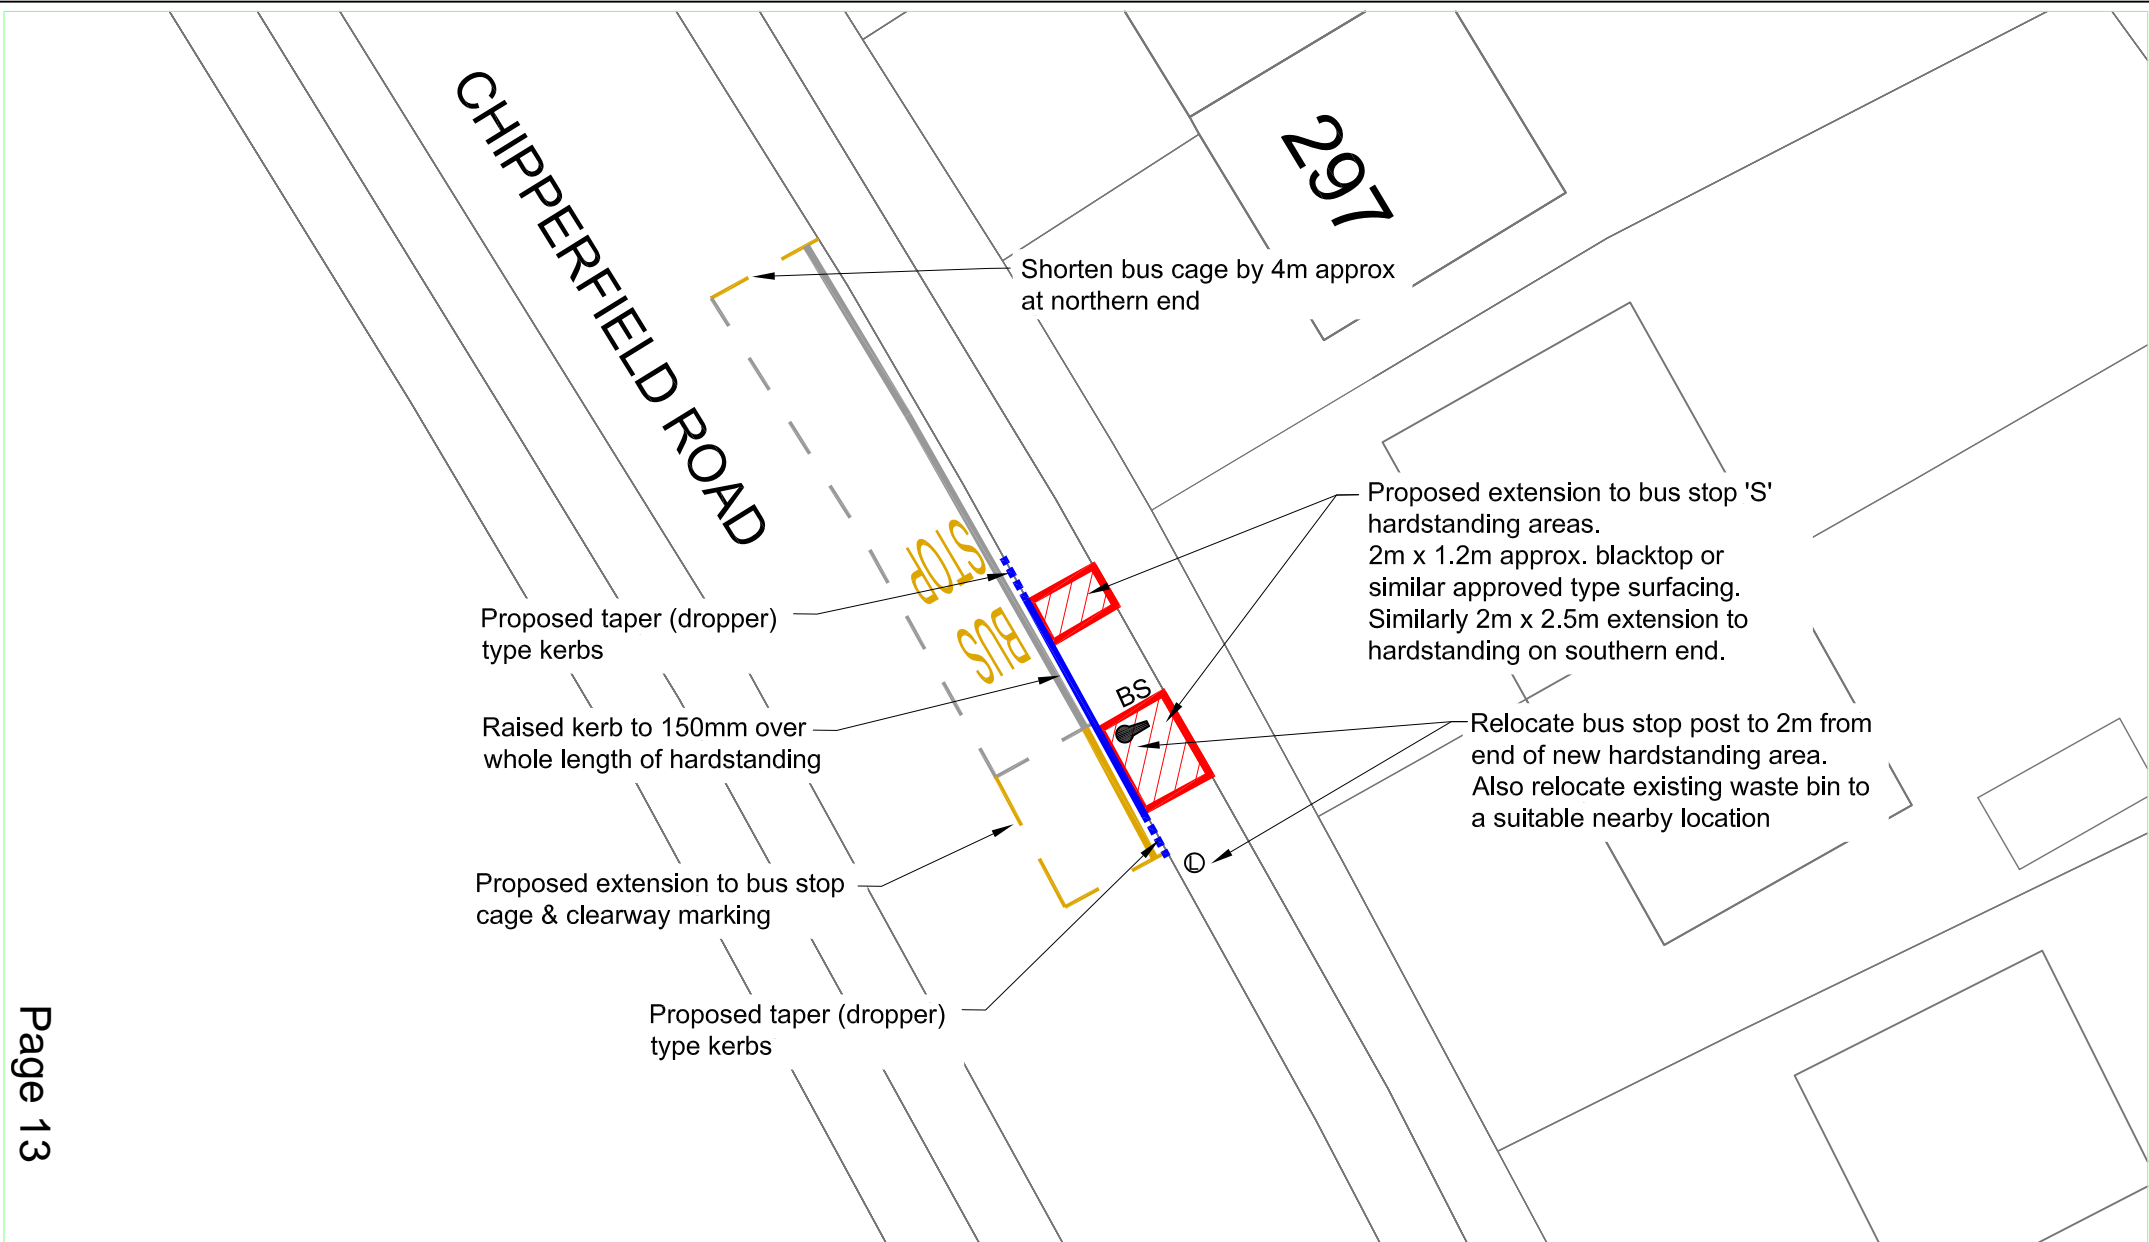 CHIPPERFIELD ROAD
297
Shorten bus cage by 4m approx
at northern end
Proposed extension to bus stop 'S'
hardstanding areas.
2m x 1.2m approx. blacktop or
similar approved type surfacing.
Similarly 2m x 2.5m extension to
hardstanding on southern end.
STOP
BUS
Proposed taper (dropper)
type kerbs
BS
Raised kerb to 150mm over
whole length of hardstanding
Relocate bus stop post to 2m from
end of new hardstanding area.
Also relocate existing waste bin to
a suitable nearby location
L
Proposed extension to bus stop
cage & clearway marking
Proposed taper (dropper)
type kerbs
Page 13